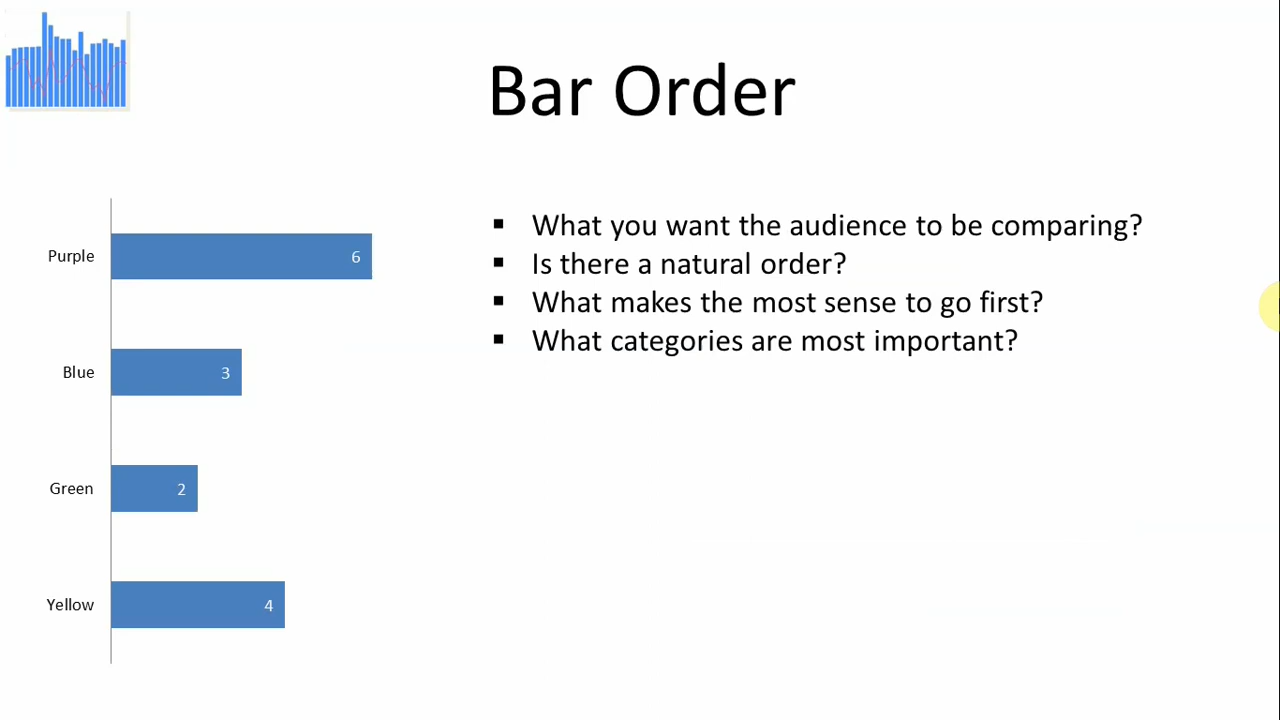 Bar Order
Purple
6
Blue
3
Green
2
Yellow
4
▪ What you want the audience to be comparing?
▪ Is there a natural order?
▪ What makes the most sense to go first?
▪ What categories are most important?